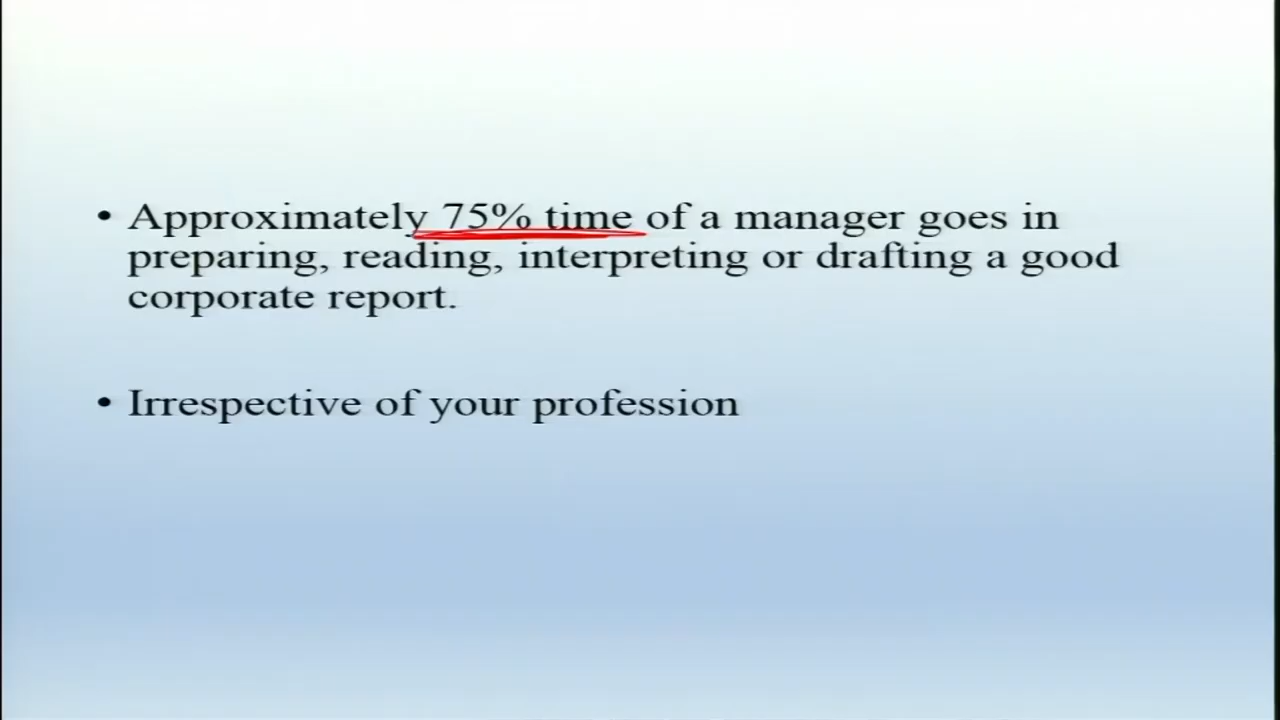 • Approximately 75% time of a manager goes in
preparing, reading, interpreting or drafting a good
corporate report.
• Irrespective of your profession